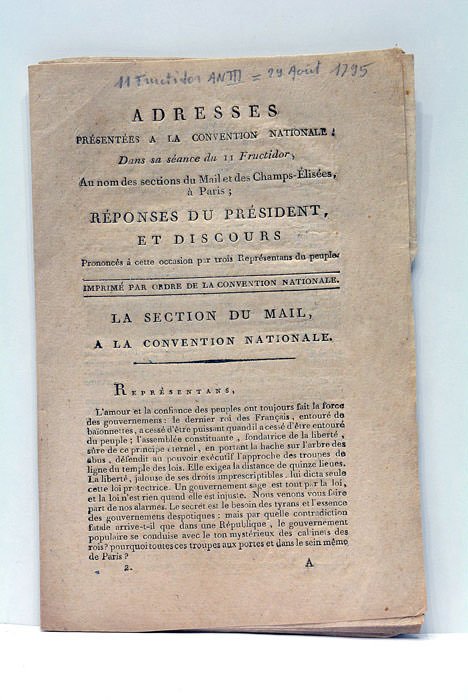 11 Fructidor AN III = 29 Août 1795
ADRESSES
PRÉSENTÉES A LA CONVENTION NATIONALE,
Dans sa séance du 11 Fructidor,
Au nom des sections du Mail et des Champs-Élisées,
à Paris ;
RÉPONSES DU PRÉSIDENT,
ET DISCOURS
Prononcés à cette occasion par trois Représentans du peuple.
IMPRIMÉ PAR ORDRE DE LA CONVENTION NATIONALE.
LA SECTION DU MAIL,
A LA CONVENTION NATIONALE.
REPRÉSENTANS,
L'amour et la confiance des peuples ont toujours fait la force
des gouvernemens : le dernier roi des Français, entouré de
baïonnettes, a cessé d'être puissant quand il a cessé d'être entouré
du peuple ; l'assemblée constituante, fondatrice de la liberté,
sûre de ce principe éternel, en portant la hache sur l'arbre des
abus, défendit au pouvoir exécutif l'approche des troupes de
ligne du temple des lois. Elle exigea la distance de quinze lieues.
La liberté, jalouse de ses droits imprescriptibles, lui dicta seule
cette loi protectrice. Un gouvernement sage est tout par la loi,
et la loi n'est rien quand elle est injuste. Nous venons vous faire
part de nos alarmes. Le secret est le besoin des tyrans et l'essence
des gouvernemens despotiques : mais par quelle contradiction
fatale arrive-t-il que dans une République, le gouvernement
populaire se conduise avec le ton mystérieux des cabinets des
rois ? pourquoi toutes ces troupes aux portes et dans le sein même
de Paris ?
2. A